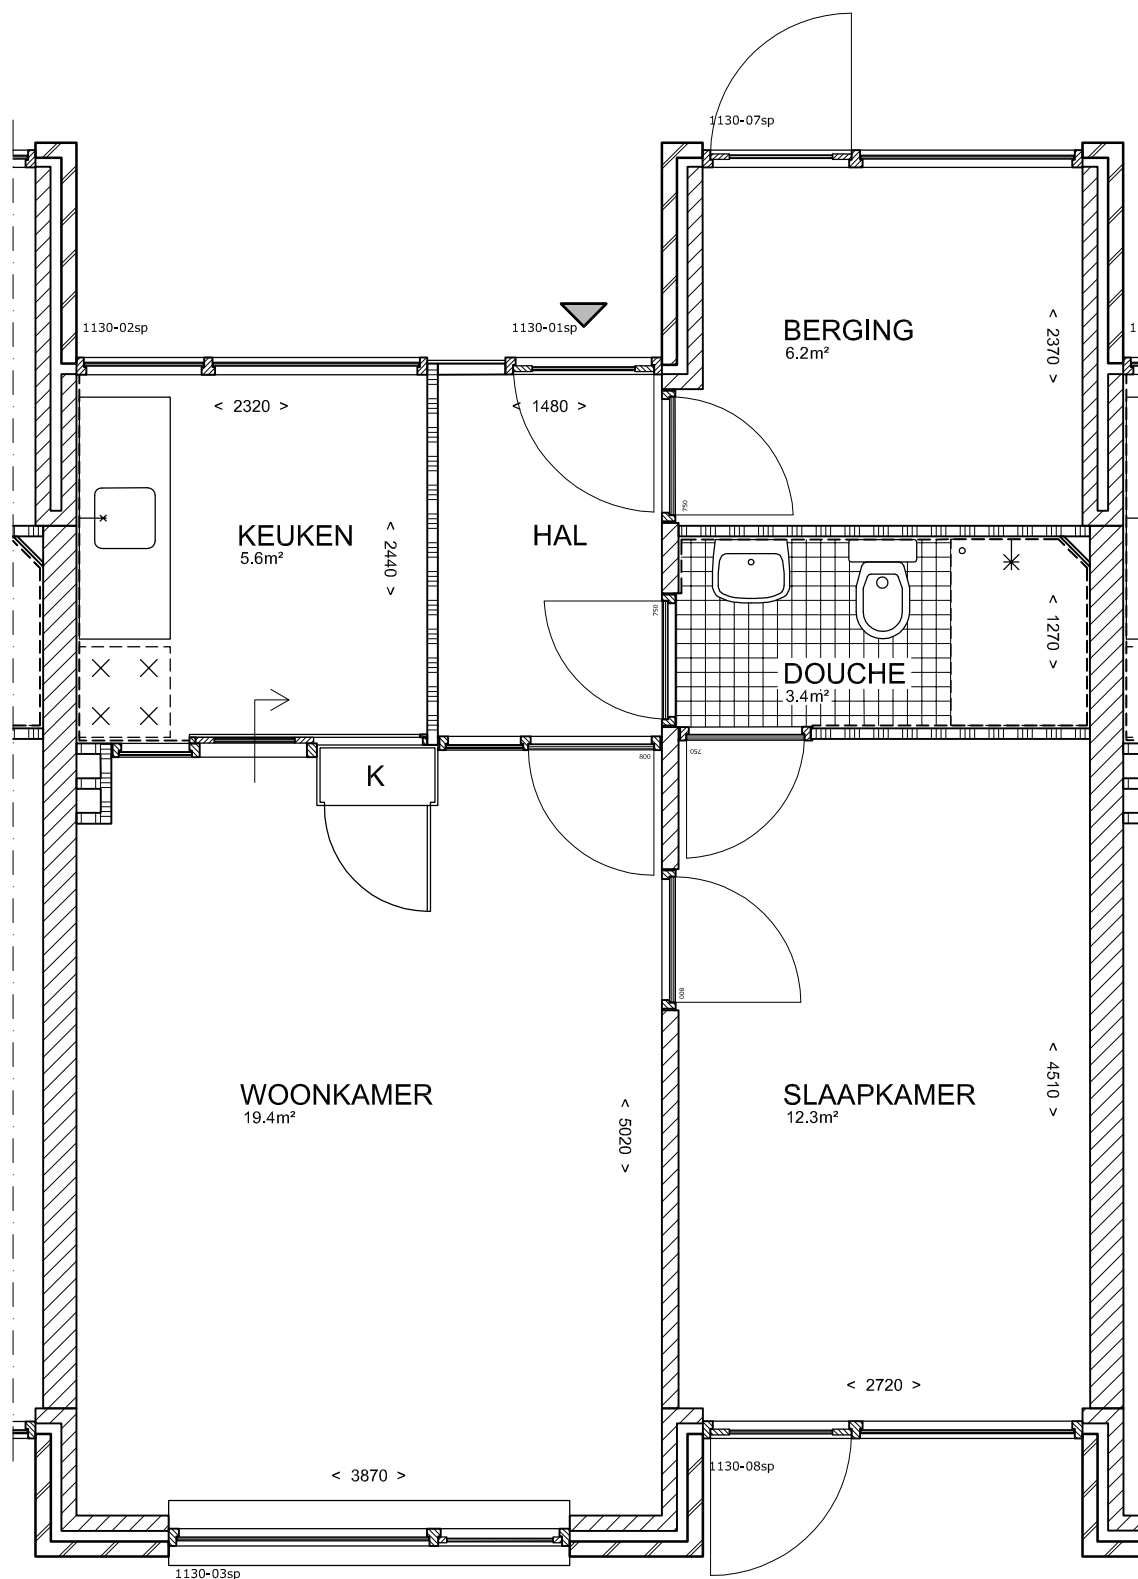 1130-07sp
1130-02sp
1130-01sp
1
BERGING
6.2m²
< 2370 >
< 2320 >
< 1480 >
750
KEUKEN
5.6m²
< 2440 >
HAL
750
< 1270 >
DOUCHE
3.4m²
K
800
750
800
WOONKAMER
19.4m²
< 5020 >
SLAAPKAMER
12.3m²
< 4510 >
< 2720 >
< 3870 >
1130-08sp
1130-03sp